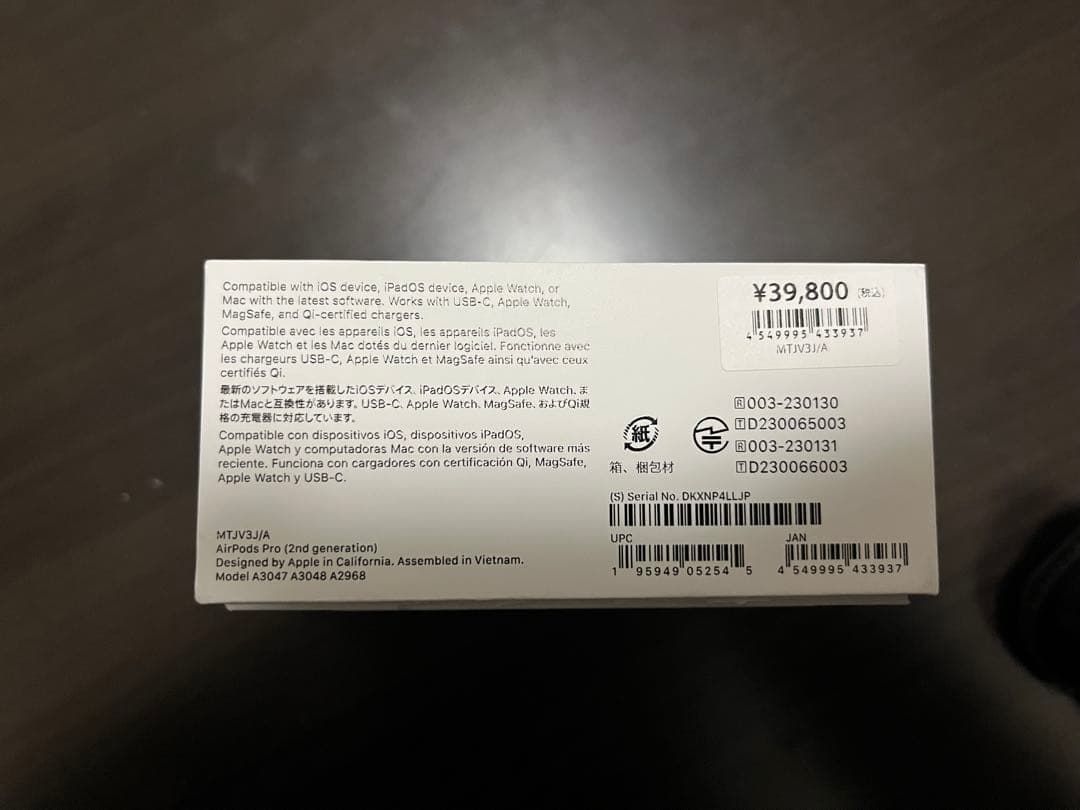 Compatible with iOS device, iPadOS device, Apple Watch, or
Mac with the latest software. Works with USB-C, Apple Watch,
MagSafe, and Qi-certified chargers.
Compatible avec les appareils iOS, les appareils iPadOS, les
Apple Watch et les Mac dotés du dernier logiciel. Fonctionne avec
les chargeurs USB-C, Apple Watch et MagSafe ainsi qu'avec ceux
certifiés Qi.
最新のソフトウェアを搭載したiOSデバイス、iPadOSデバイス、Apple Watch、ま
たはMacと互換性があります。USB-C、Apple Watch、MagSafe、およびQi規
格の充電器に対応しています。
Compatible con dispositivos iOS, dispositivos iPadOS,
Apple Watch y computadoras Mac con la versión de software más
reciente. Funciona con cargadores con certificación Qi, MagSafe,
Apple Watch y USB-C.
MTJV3J/A
AirPods Pro (2nd generation)
Designed by Apple in California. Assembled in Vietnam.
Model A3047 A3048 A2968
¥39,800 (税込)
4 549995 433937
MTJV3J/A
紙
箱、梱包材
R 003-230130
T D230065003
R 003-230131
T D230066003
(S) Serial No. DKXNP4LLJP
UPC
1 95949 05254 5
JAN
4 549995 433937